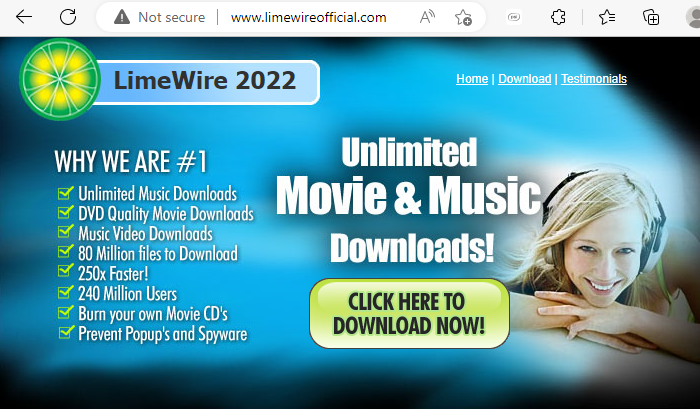 Not secure | www.limewireofficial.com
LimeWire 2022
Home | Download | Testimonials
WHY WE ARE #1
Unlimited Music Downloads
DVD Quality Movie Downloads
Music Video Downloads
80 Million files to Download
250x Faster!
240 Million Users
Burn your own Movie CD's
Prevent Popup's and Spyware
Unlimited
Movie & Music
Downloads!
CLICK HERE TO
DOWNLOAD NOW!